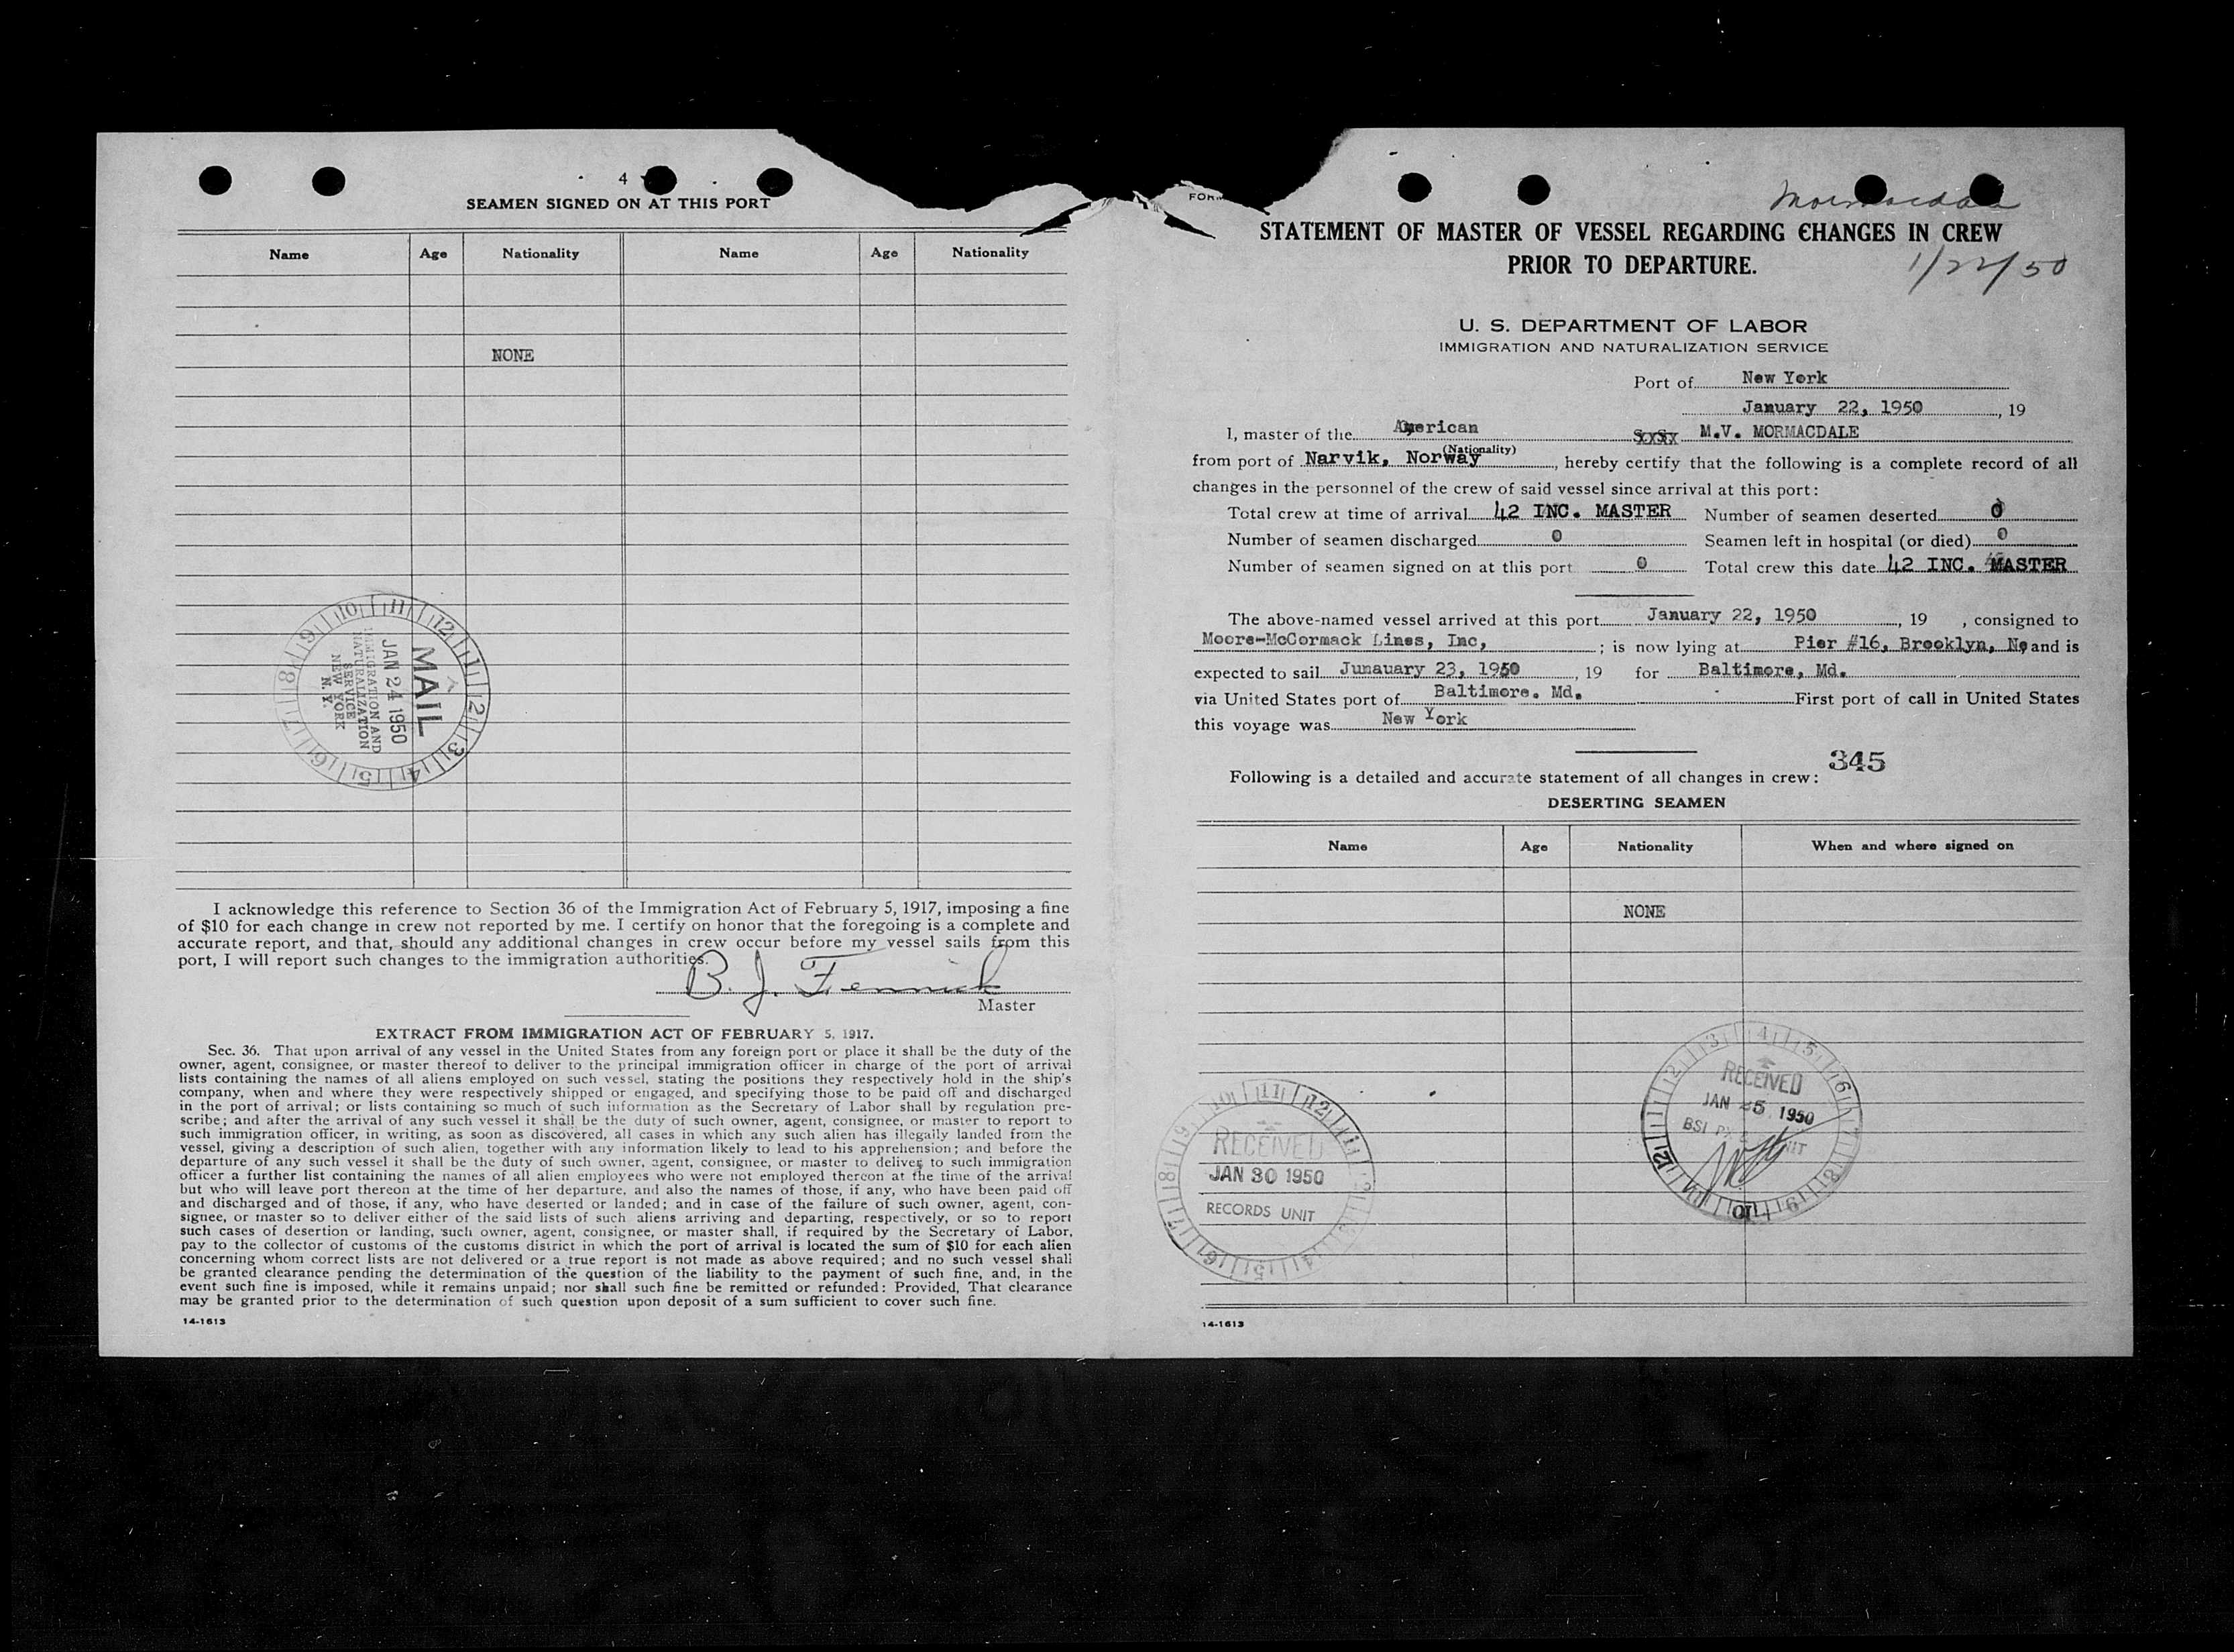 4
SEAMEN SIGNED ON AT THIS PORT
Name Age Nationality Name Age Nationality
NONE
MAIL
JAN 24 1950
IMMIGRATION AND
NATURALIZATION
SERVICE
NEW YORK
N.Y.
I acknowledge this reference to Section 36 of the Immigration Act of February 5, 1917, imposing a fine
of $10 for each change in crew not reported by me. I certify on honor that the foregoing is a complete and
accurate report, and that, should any additional changes in crew occur before my vessel sails from this
port, I will report such changes to the immigration authorities.
B. J. Fennick
Master
EXTRACT FROM IMMIGRATION ACT OF FEBRUARY 5, 1917.
Sec. 36. That upon arrival of any vessel in the United States from any foreign port or place it shall be the duty of the
owner, agent, consignee, or master thereof to deliver to the principal immigration officer in charge of the port of arrival
lists containing the names of all aliens employed on such vessel, stating the positions they respectively hold in the ship's
company, when and where they were respectively shipped or engaged, and specifying those to be paid off and discharged
in the port of arrival; or lists containing so much of such information as the Secretary of Labor shall by regulation pre-
scribe; and after the arrival of any such vessel it shall be the duty of such owner, agent, consignee, or master to report to
such immigration officer, in writing, as soon as discovered, all cases in which any such alien has illegally landed from the
vessel, giving a description of such alien, together with any information likely to lead to his apprehension; and before the
departure of any such vessel it shall be the duty of such owner, agent, consignee, or master to deliver to such immigration
officer a further list containing the names of all alien employees who were not employed thereon at the time of the arrival
but who will leave port thereon at the time of her departure, and also the names of those, if any, who have been paid off
and discharged and of those, if any, who have deserted or landed; and in case of the failure of such owner, agent, con-
signee, or master so to deliver either of the said lists of such aliens arriving and departing, respectively, or so to report
such cases of desertion or landing, such owner, agent, consignee, or master shall, if required by the Secretary of Labor,
pay to the collector of customs of the customs district in which the port of arrival is located the sum of $10 for each alien
concerning whom correct lists are not delivered or a true report is not made as above required; and no such vessel shall
be granted clearance pending the determination of the question of the liability to the payment of such fine, and, in the
event such fine is imposed, while it remains unpaid; nor shall such fine be remitted or refunded: Provided, That clearance
may be granted prior to the determination of such question upon deposit of a sum sufficient to cover such fine.
14-1613
Mormacdale
STATEMENT OF MASTER OF VESSEL REGARDING CHANGES IN CREW
PRIOR TO DEPARTURE.
1/22/50
U. S. DEPARTMENT OF LABOR
IMMIGRATION AND NATURALIZATION SERVICE
Port of New York
January 22, 1950, 19
I, master of the American M.V. MORMACDALE
(Nationality)
from port of Narvik, Norway, hereby certify that the following is a complete record of all
changes in the personnel of the crew of said vessel since arrival at this port:
Total crew at time of arrival 42 INC. MASTER Number of seamen deserted 0
Number of seamen discharged 0 Seamen left in hospital (or died) 0
Number of seamen signed on at this port 0 Total crew this date 42 INC. MASTER
The above-named vessel arrived at this port January 22, 1950, 19 , consigned to
Moore-McCormack Lines, Inc, ; is now lying at Pier #16, Brooklyn, N, and is
expected to sail Junauary 23, 1950, 19 for Baltimore, Md.
via United States port of Baltimore. Md. First port of call in United States
this voyage was New York
345
Following is a detailed and accurate statement of all changes in crew:
DESERTING SEAMEN
Name Age Nationality When and where signed on
NONE
RECEIVED
JAN 25 1950
BSI
RECEIVED
JAN 30 1950
RECORDS UNIT
14-1613